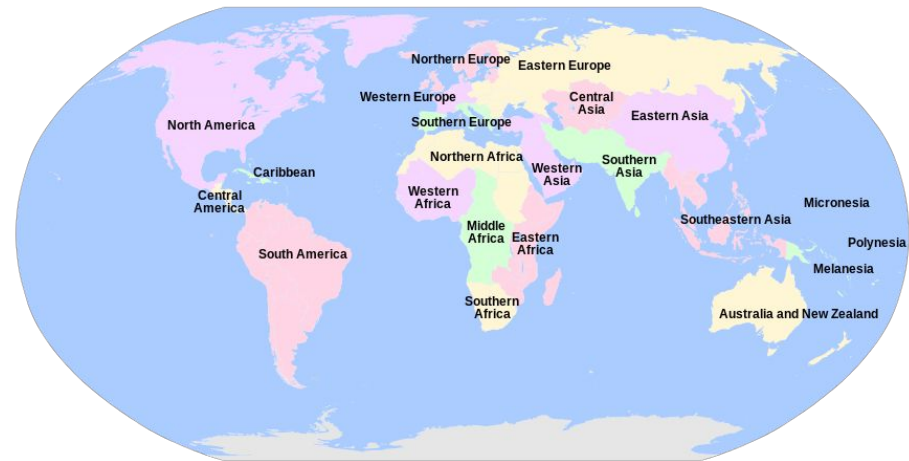 Northern Europe
Eastern Europe
Western Europe
Central
Asia
North America
Southern Europe
Eastern Asia
Northern Africa
Caribbean
Western
Asia
Southern
Asia
Central
America
Western
Africa
Micronesia
Southeastern Asia
Middle
Africa
Eastern
Africa
Polynesia
South America
Melanesia
Southern
Africa
Australia and New Zealand